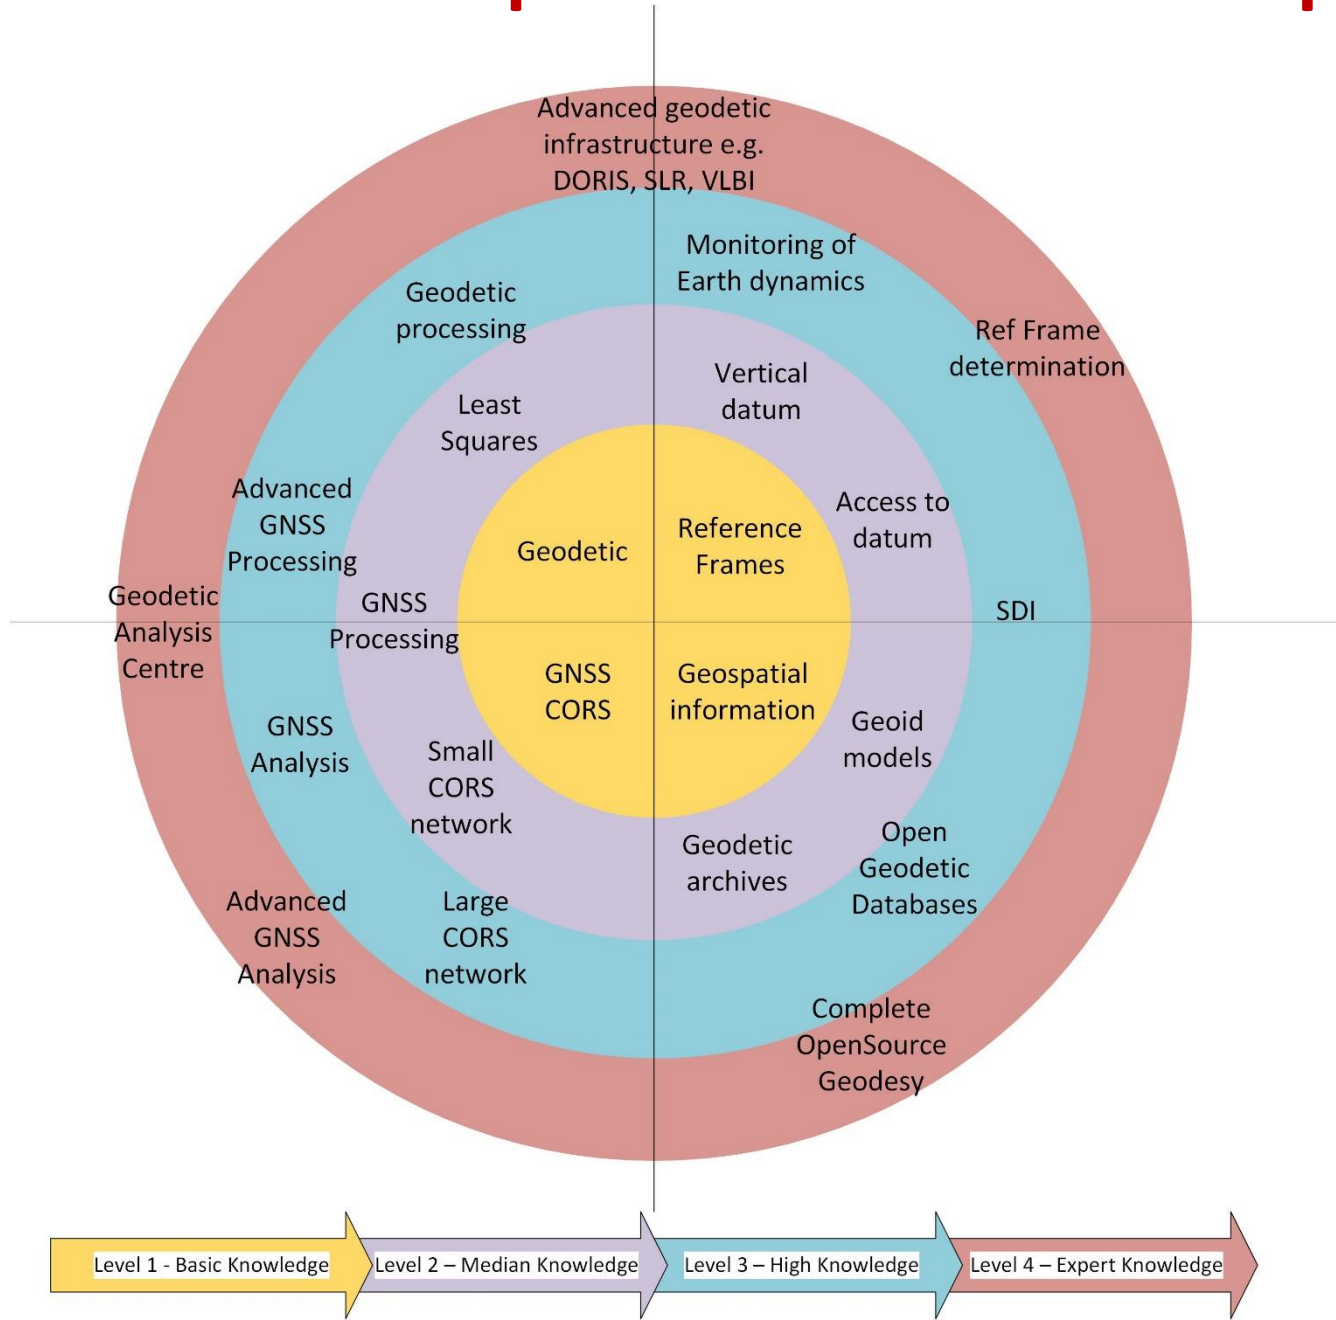 Advanced geodetic
infrastructure e.g.
DORIS, SLR, VLBI
Monitoring of
Earth dynamics
Geodetic
processing
Ref Frame
determination
Vertical
datum
Least
Squares
Advanced
GNSS
Processing
Access to
datum
Reference
Frames
Geodetic
Geodetic
Analysis
Centre
GNSS
Processing
SDI
GNSS
CORS
Geospatial
information
GNSS
Analysis
Geoid
models
Small
CORS
network
Geodetic
archives
Open
Geodetic
Databases
Advanced
GNSS
Analysis
Large
CORS
network
Complete
OpenSource
Geodesy
Level 1 - Basic Knowledge
Level 2 – Median Knowledge
Level 3 – High Knowledge
Level 4 – Expert Knowledge